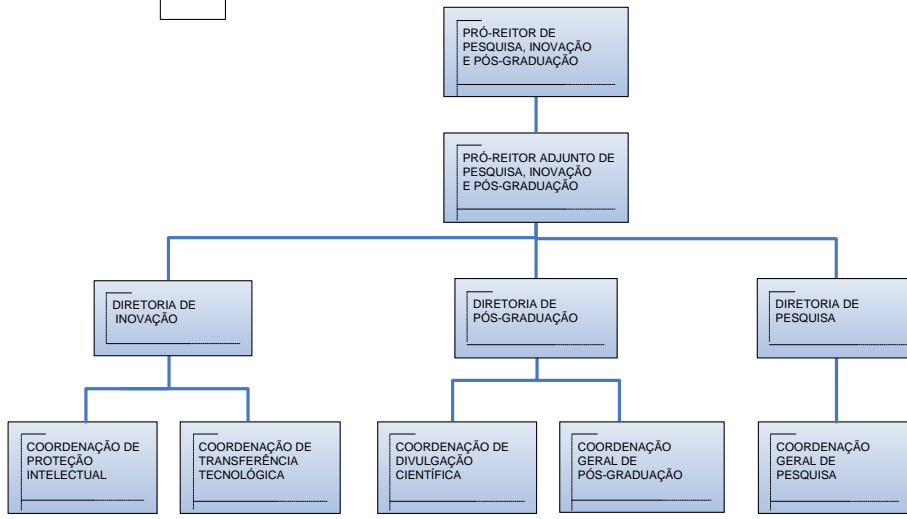 PRÓ-REITOR DE
PESQUISA, INOVAÇÃO
E PÓS-GRADUAÇÃO
PRÓ-REITOR ADJUNTO DE
PESQUISA, INOVAÇÃO
E PÓS-GRADUAÇÃO
DIRETORIA DE
INOVAÇÃO
DIRETORIA DE
PÓS-GRADUAÇÃO
DIRETORIA DE
PESQUISA
COORDENAÇÃO DE
PROTEÇÃO
INTELECTUAL
COORDENAÇÃO DE
TRANSFERÊNCIA
TECNOLÓGICA
COORDENAÇÃO DE
DIVULGAÇÃO
CIENTÍFICA
COORDENAÇÃO
GERAL DE
PÓS-GRADUAÇÃO
COORDENAÇÃO
GERAL DE
PESQUISA